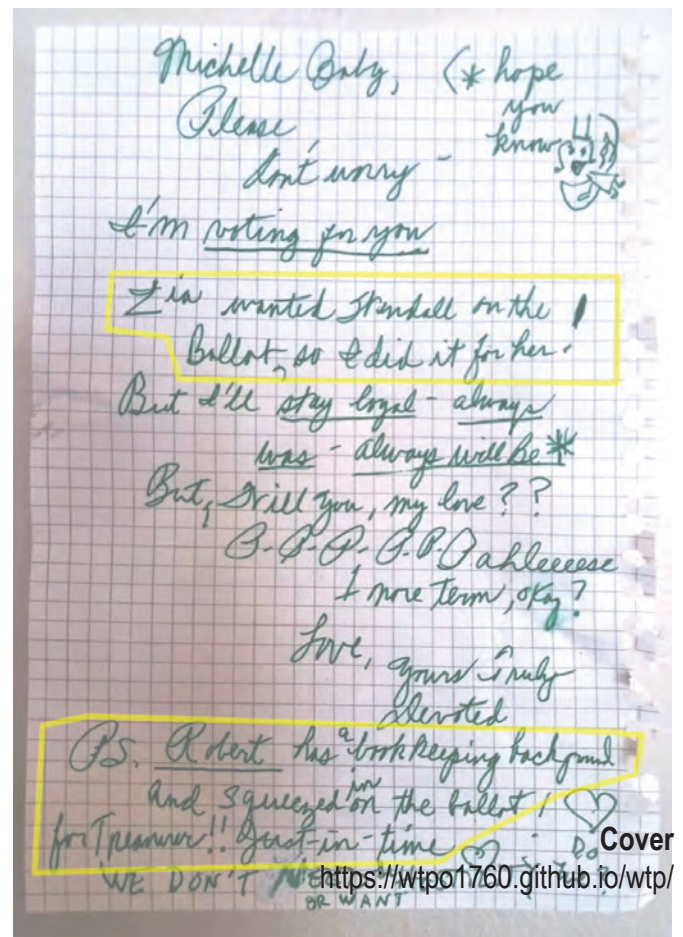 Michelle Baby, (* hope
you
know!!)
Please
don't worry -
I'm voting for you
Zia wanted Kendall on the
Ballot, so I did it for her!
But I'll stay loyal - always
was - always will be *
But, Will you, my love??
P-P-P-P.P.Pahleeeese
1 more term, okay?
Love,
yours Truly
Devoted
PS. Robert has a bookkeeping background
and squeezed in on the ballot!
for Treasurer!! Just-in-time
Do
WE DON'T
OR WANT
Cover
https://wtpo1760.github.io/wtp/